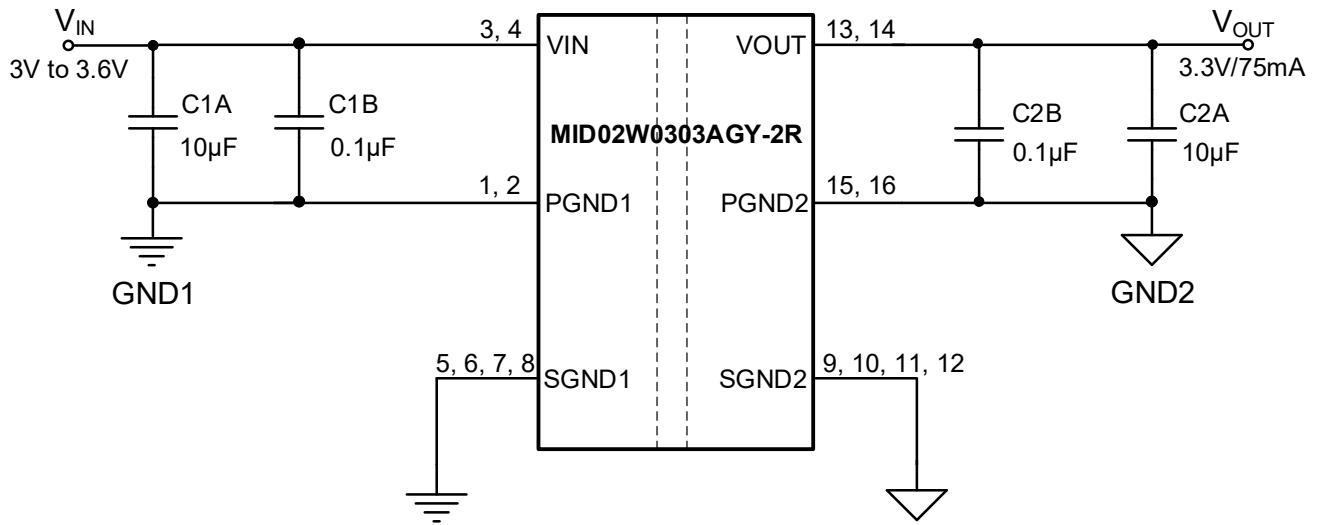 VIN
3V to 3.6V
3, 4
VIN
VOUT
13, 14
VOUT
3.3V/75mA
C1A
10µF
C1B
0.1µF
MID02W0303AGY-2R
C2B
0.1µF
C2A
10µF
1, 2
PGND1
PGND2
15, 16
GND1
GND2
5, 6, 7, 8
SGND1
SGND2
9, 10, 11, 12